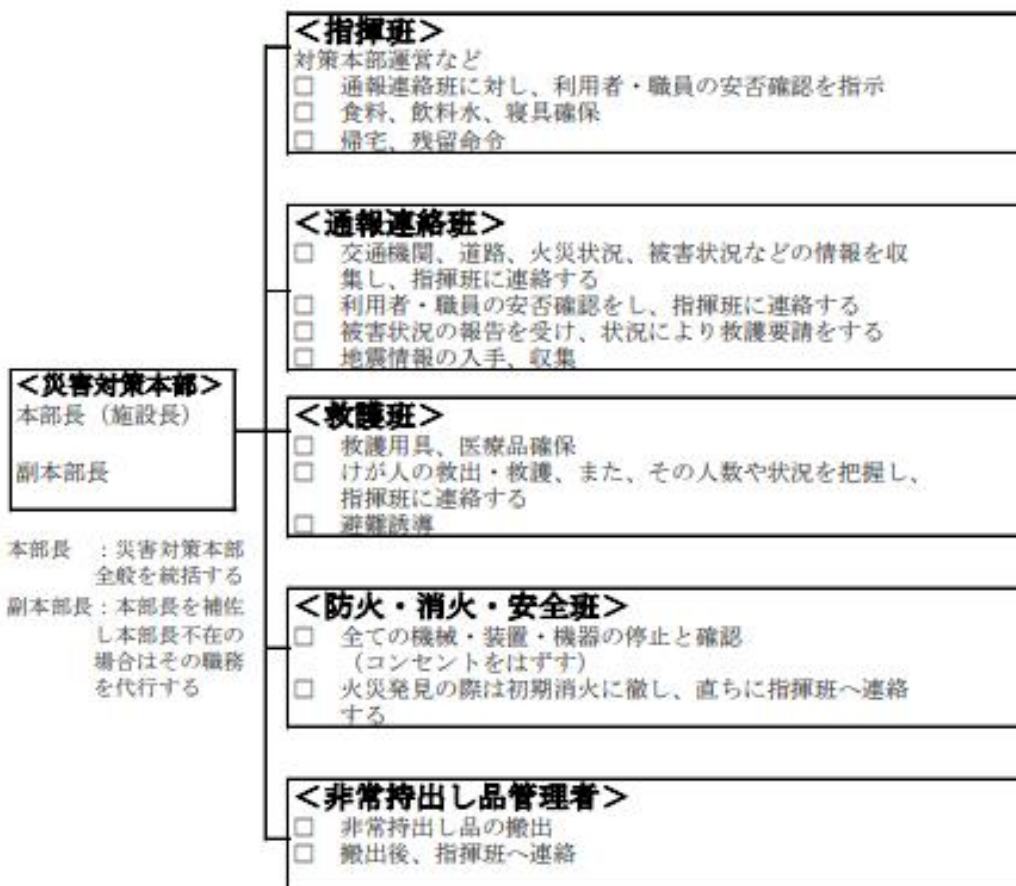 ＜指揮班＞
対策本部運営など
□　通報連絡班に対し、利用者・職員の安否確認を指示
□　食料、飲料水、寝具確保
□　帰宅、残留命令
＜通報連絡班＞
□　交通機関、道路、火災状況、被害状況などの情報を収
集し、指揮班に連絡する
□　利用者・職員の安否確認をし、指揮班に連絡する
□　被害状況の報告を受け、状況により救護要請をする
□　地震情報の入手、収集
＜災害対策本部＞
本部長（施設長）
副本部長
本部長　：災害対策本部
全般を統括する
副本部長：本部長を補佐
し本部長不在の
場合はその職務
を代行する
＜救護班＞
□　救護用具、医療品確保
□　けが人の救出・救護、また、その人数や状況を把握し、
指揮班に連絡する
□　避難誘導
＜防火・消火・安全班＞
□　全ての機械・装置・機器の停止と確認
（コンセントをはずす）
□　火災発見の際は初期消火に徹し、直ちに指揮班へ連絡
する
＜非常持出し品管理者＞
□　非常持出し品の搬出
□　搬出後、指揮班へ連絡